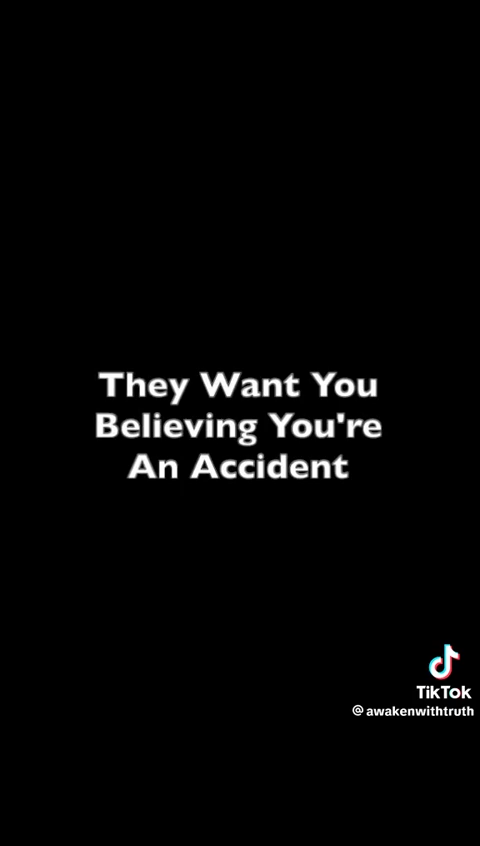 They Want You
Believing You're
An Accident
TikTok
@awakenwithtruth